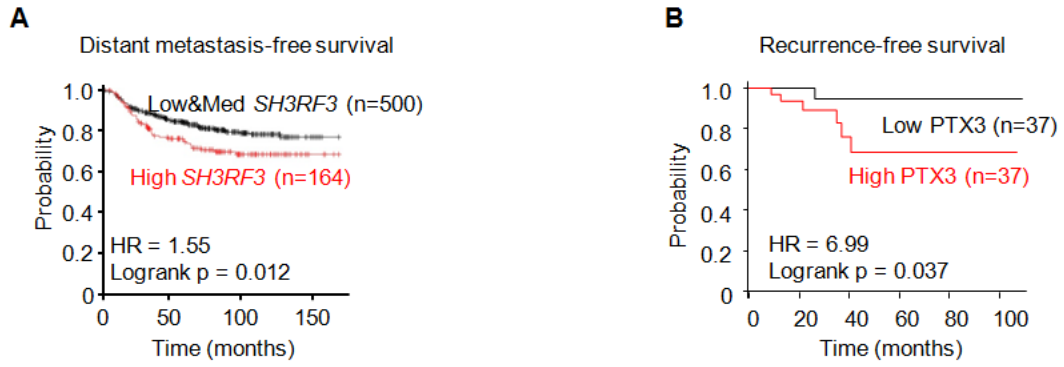 A
Distant metastasis-free survival
Probability
1.0
0.8
0.6
0.4
0.2
0
Low&Med SH3RF3 (n=500)
High SH3RF3 (n=164)
HR = 1.55
Logrank p = 0.012
0 50 100 150
Time (months)
B
Recurrence-free survival
Probability
1.0
0.8
0.6
0.4
0.2
0
Low PTX3 (n=37)
High PTX3 (n=37)
HR = 6.99
Logrank p = 0.037
0 20 40 60 80 100
Time (months)